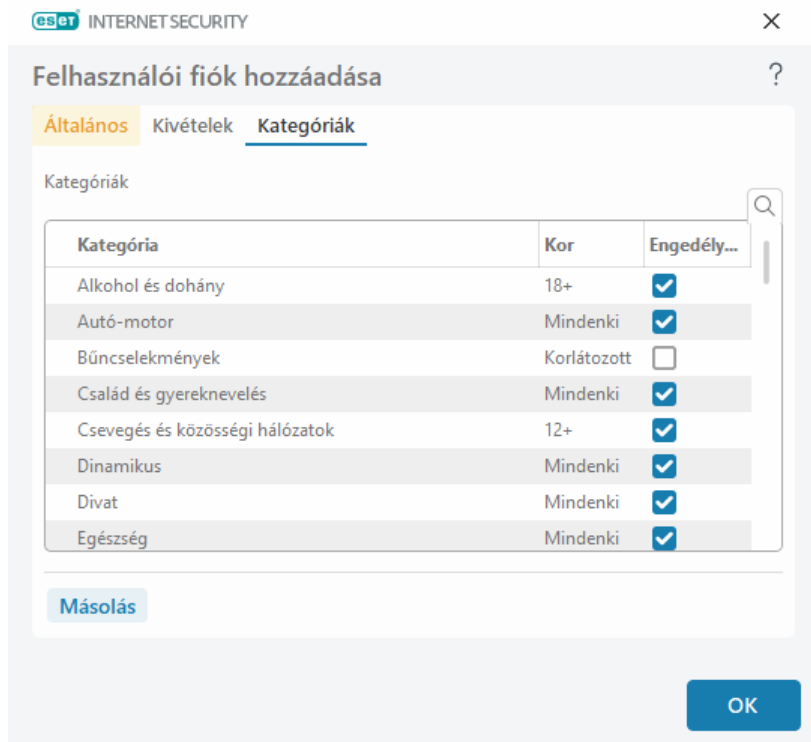 eset INTERNET SECURITY
Felhasználói fiók hozzáadása
?
Általános Kivételek Kategóriák
Kategóriák
Kategória Kor Engedély...
Alkohol és dohány 18+
Autó-motor Mindenki
Bűncselekmények Korlátozott
Család és gyereknevelés Mindenki
Csevegés és közösségi hálózatok 12+
Dinamikus Mindenki
Divat Mindenki
Egészség Mindenki
Másolás
OK